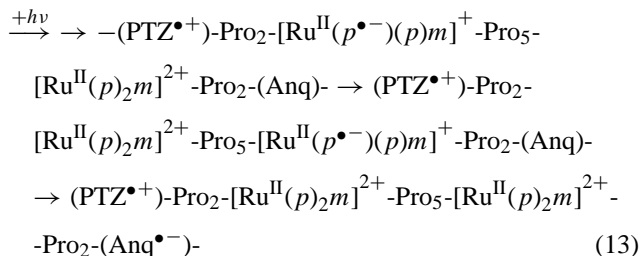 +hν → → –(PTZ•+)-Pro2-[RuII(p•−)(p)m]+-Pro5-
[RuII(p)2m]2+-Pro2-(Anq)- → (PTZ•+)-Pro2-
[RuII(p)2m]2+-Pro5-[RuII(p•−)(p)m]+-Pro2-(Anq)-
→ (PTZ•+)-Pro2-[RuII(p)2m]2+-Pro5-[RuII(p)2m]2+-
-Pro2-(Anq•−)- (13)